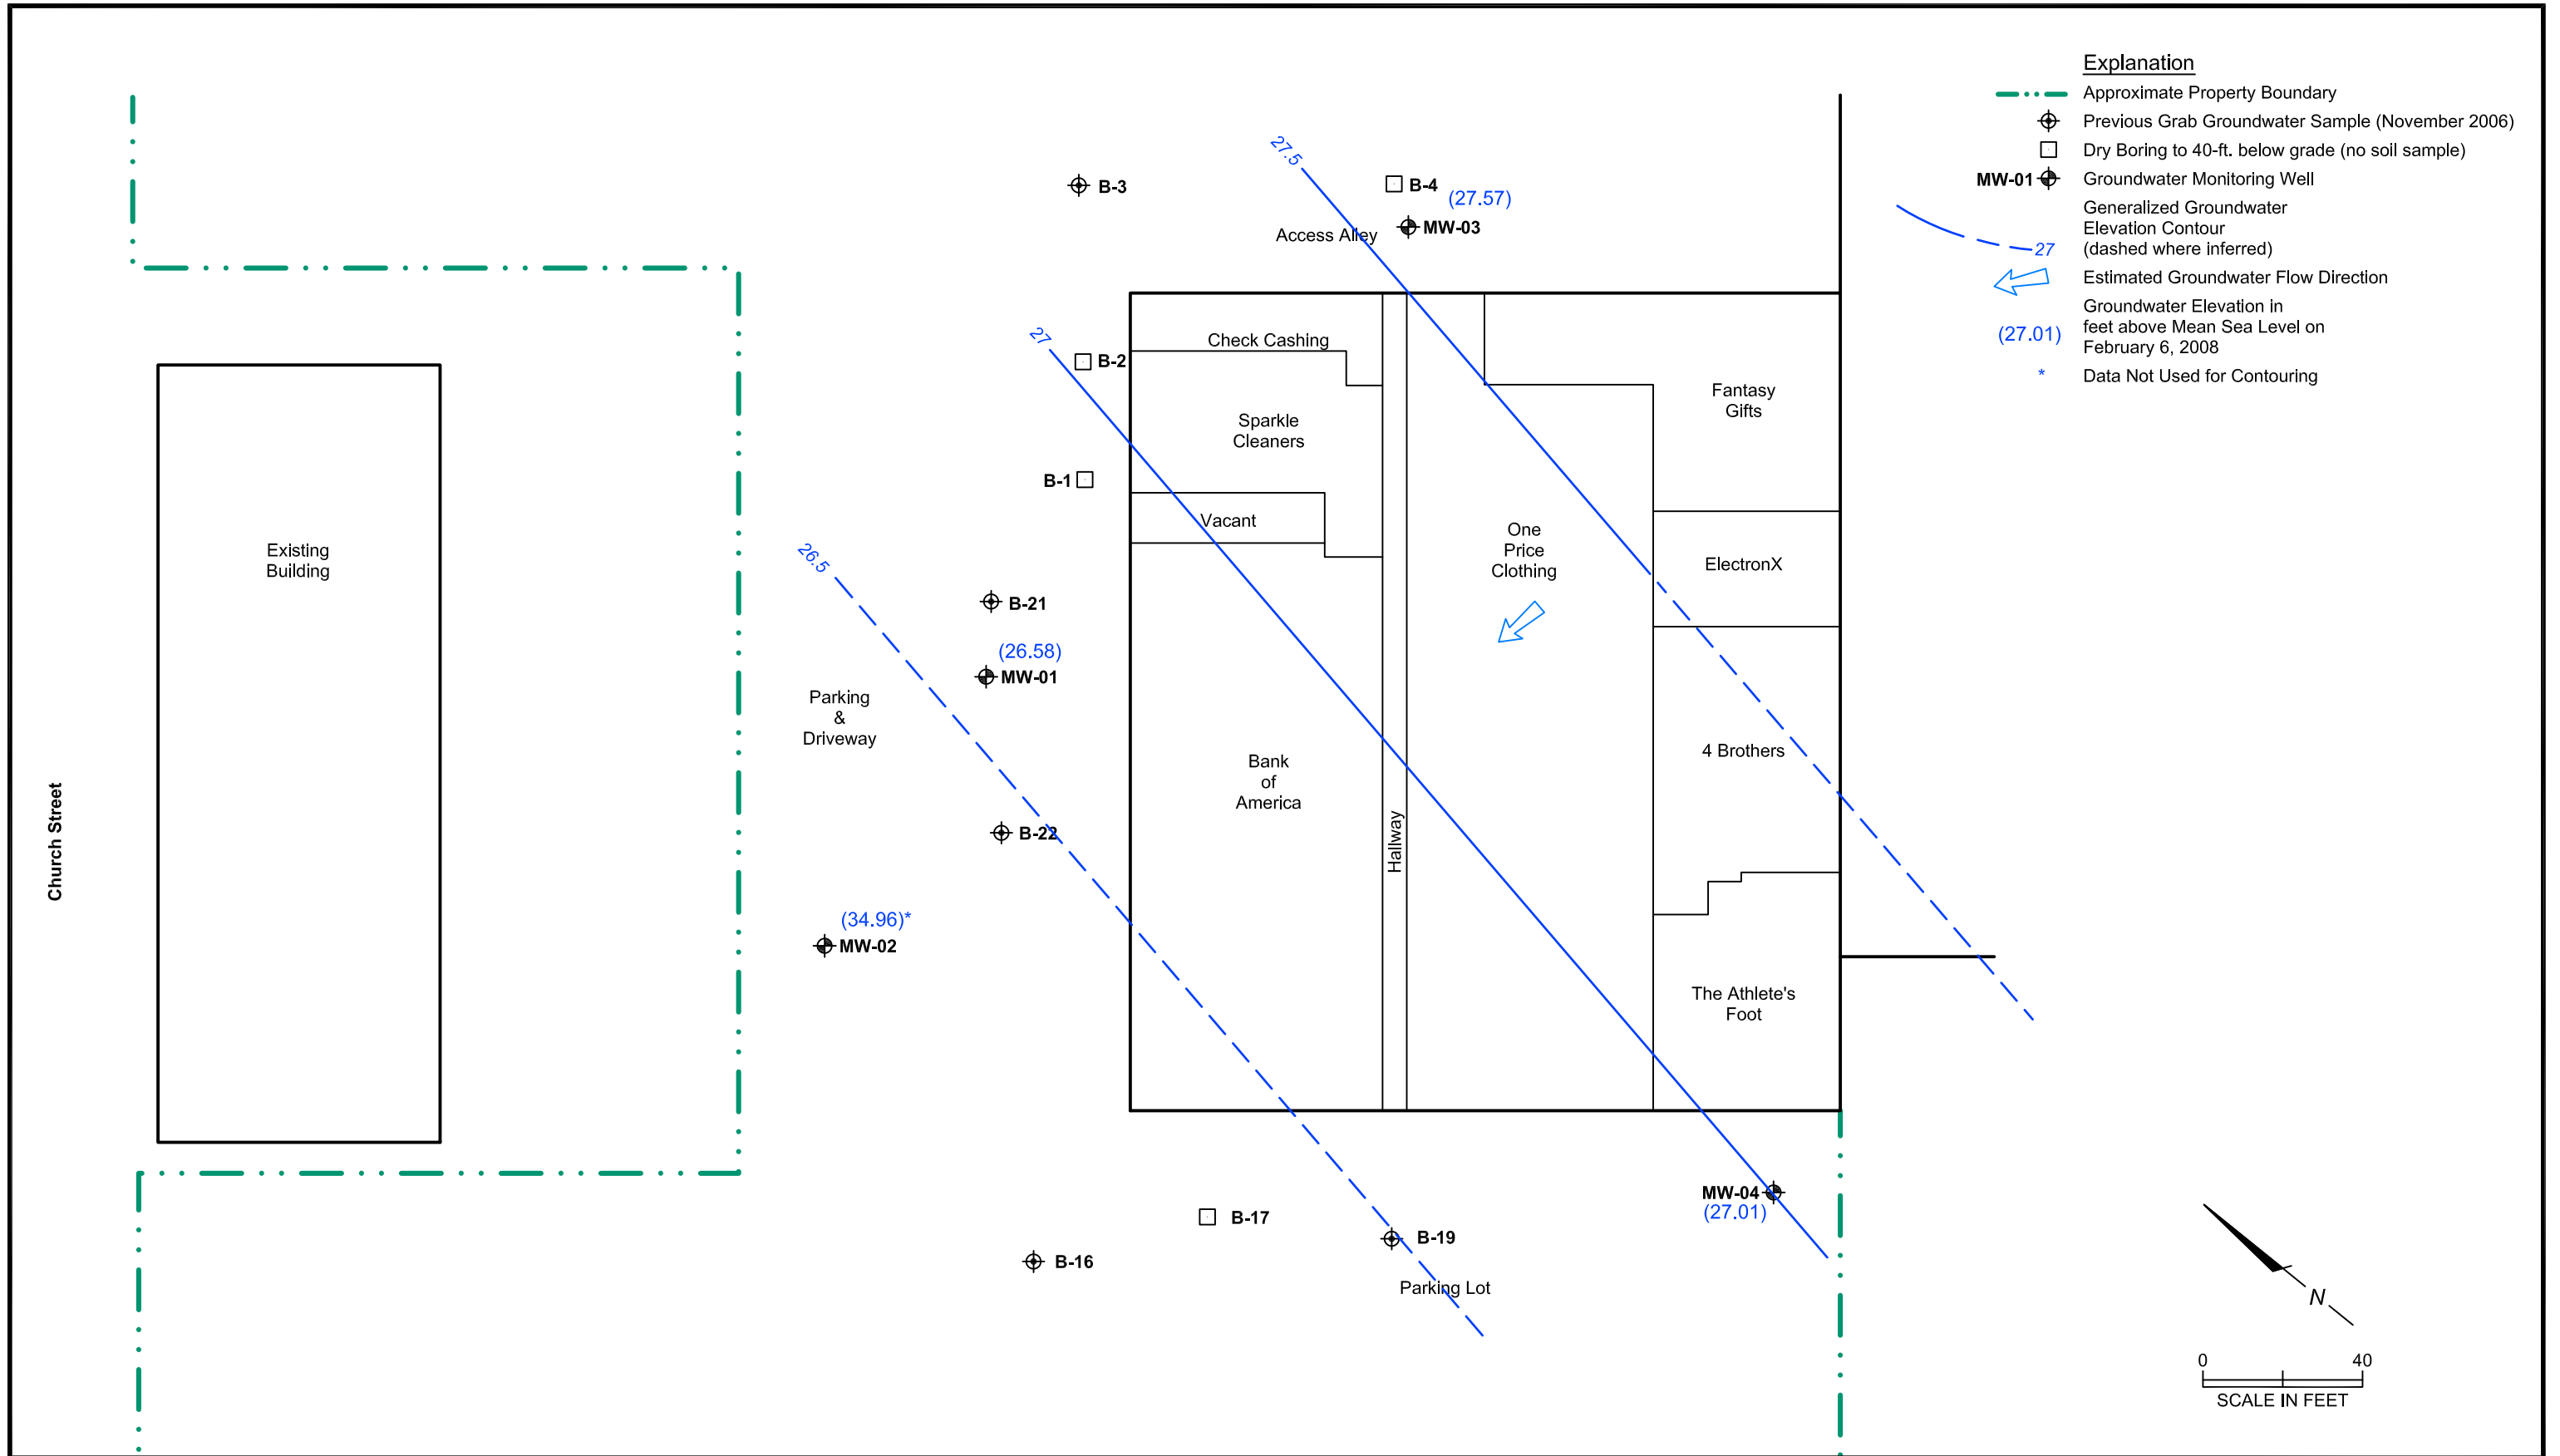 Explanation
Approximate Property Boundary
Previous Grab Groundwater Sample (November 2006)
Dry Boring to 40-ft. below grade (no soil sample)
MW-01 Groundwater Monitoring Well
Generalized Groundwater
Elevation Contour
(dashed where inferred)
27
Estimated Groundwater Flow Direction
Groundwater Elevation in
feet above Mean Sea Level on
February 6, 2008
(27.01)
* Data Not Used for Contouring
27.5
B-3
B-4
(27.57)
Access Alley
MW-03
27
B-2
Check Cashing
Sparkle
Cleaners
Fantasy
Gifts
B-1
Vacant
One
Price
Clothing
ElectronX
26.5
Existing
Building
B-21
(26.58)
MW-01
Parking
&
Driveway
Bank
of
America
Hallway
4 Brothers
B-22
Church Street
(34.96)*
MW-02
The Athlete's
Foot
MW-04
(27.01)
B-17
B-19
B-16
Parking Lot
N
0 40
SCALE IN FEET